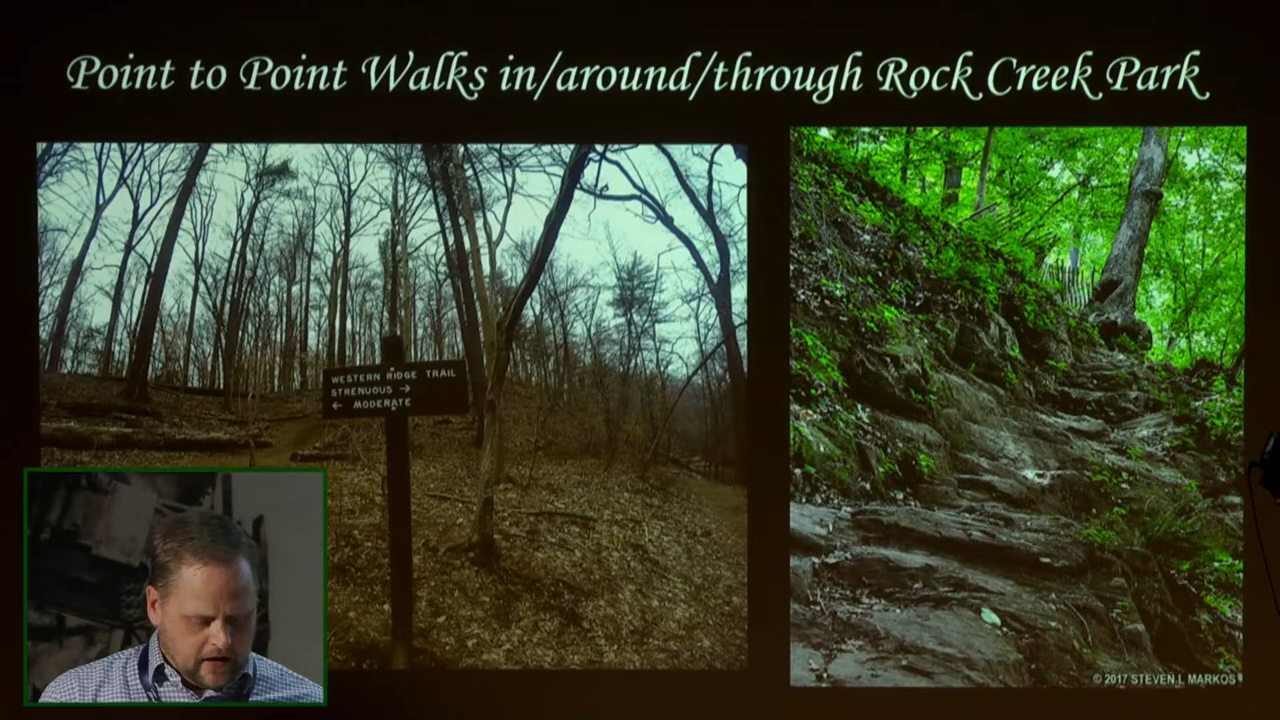 Point to Point Walks in/around/through Rock Creek Park
WESTERN RIDGE TRAIL
STRENUOUS →
← MODERATE
© 2017 STEVEN L MARKOS